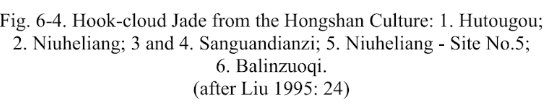 Fig. 6-4. Hook-cloud Jade from the Hongshan Culture: 1. Hutougou;
2. Niuheliang; 3 and 4. Sanguandianzi; 5. Niuheliang - Site No.5;
6. Balinzuoqi.
(after Liu 1995: 24)